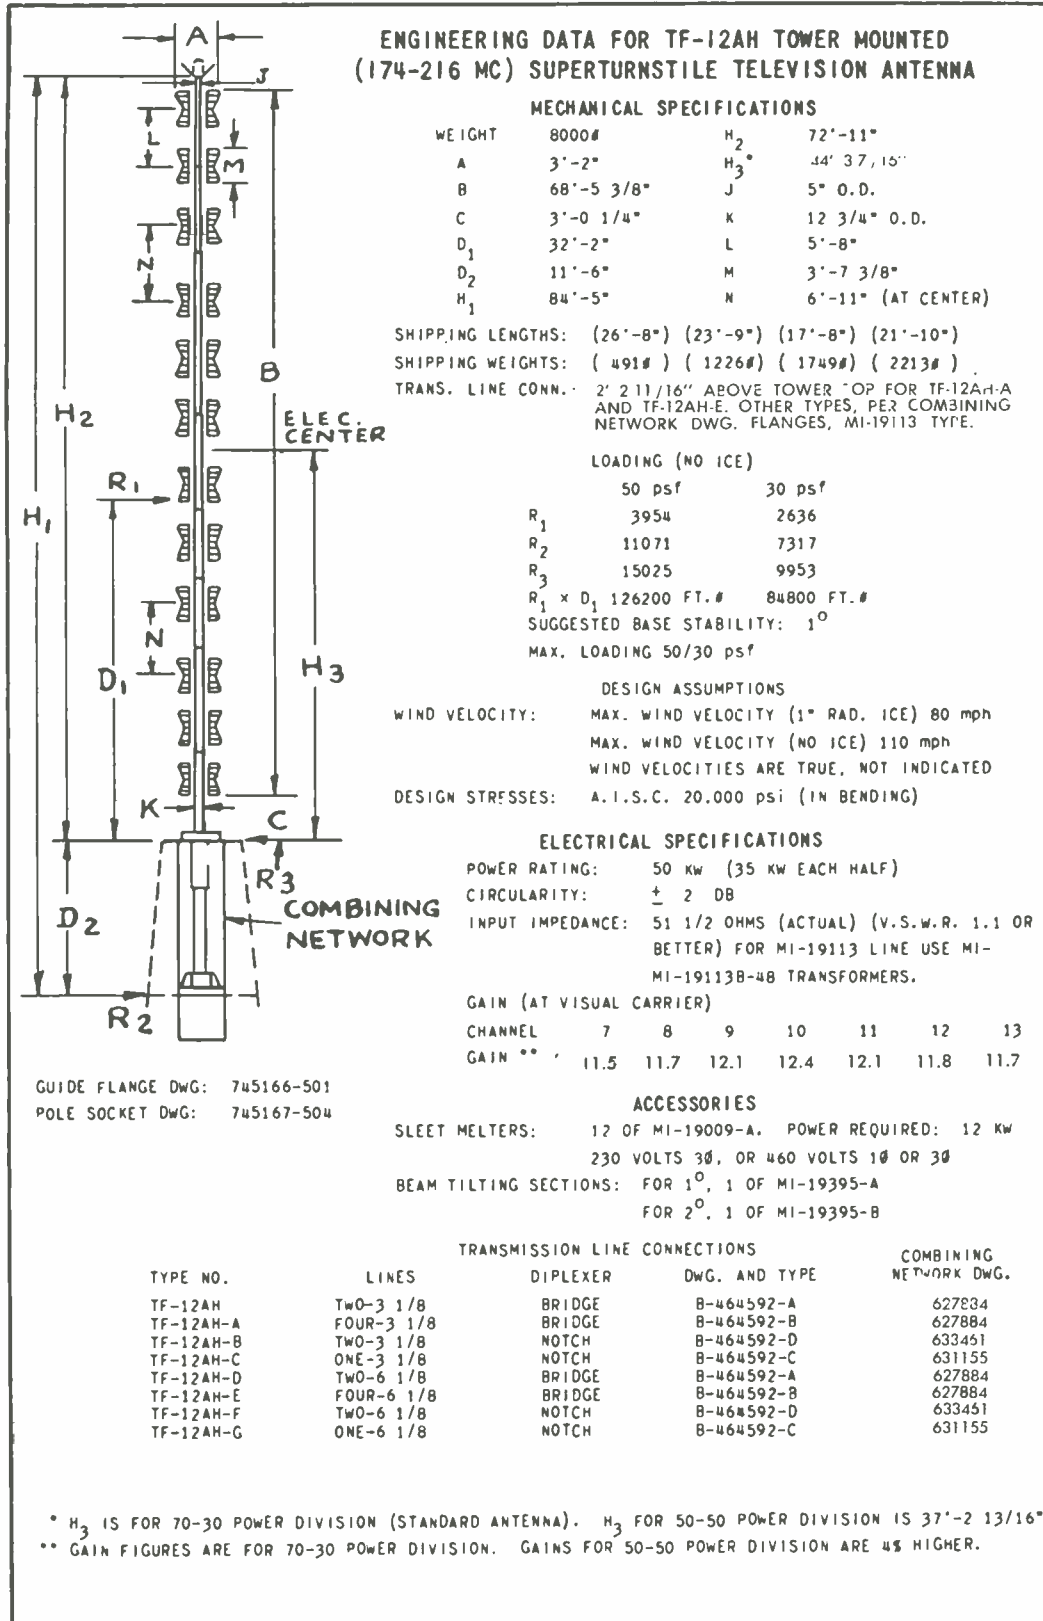 ENGINEERING DATA FOR TF-12AH TOWER MOUNTED
(174-216 MC) SUPERTURNSTILE TELEVISION ANTENNA
MECHANICAL SPECIFICATIONS
WEIGHT 8000# H2 72'-11"
A 3'-2" H3* 44' 3 7/16"
B 68'-5 3/8" J 5" O.D.
C 3'-0 1/4" K 12 3/4" O.D.
D1 32'-2" L 5'-8"
D2 11'-6" M 3'-7 3/8"
H1 84'-5" N 6'-11" (AT CENTER)
SHIPPING LENGTHS: (26'-8") (23'-9") (17'-8") (21'-10")
SHIPPING WEIGHTS: ( 491# ) ( 1226#) ( 1749#) ( 2213# )
TRANS. LINE CONN. 2' 2 11/16" ABOVE TOWER TOP FOR TF-12AH-A
AND TF-12AH-E. OTHER TYPES, PER COMBINING
NETWORK DWG. FLANGES, MI-19113 TYPE.
LOADING (NO ICE)
50 psf 30 psf
R1 3954 2636
R2 11071 7317
R3 15025 9953
R1 × D1 126200 FT.# 84800 FT.#
SUGGESTED BASE STABILITY: 1°
MAX. LOADING 50/30 psf
DESIGN ASSUMPTIONS
WIND VELOCITY: MAX. WIND VELOCITY (1" RAD. ICE) 80 mph
MAX. WIND VELOCITY (NO ICE) 110 mph
WIND VELOCITIES ARE TRUE, NOT INDICATED
DESIGN STRESSES: A.I.S.C. 20.000 psi (IN BENDING)
ELECTRICAL SPECIFICATIONS
POWER RATING: 50 KW (35 KW EACH HALF)
CIRCULARITY: ± 2 DB
INPUT IMPEDANCE: 51 1/2 OHMS (ACTUAL) (V.S.W.R. 1.1 OR
BETTER) FOR MI-19113 LINE USE MI-
MI-19113B-48 TRANSFORMERS.
GAIN (AT VISUAL CARRIER)
CHANNEL 7 8 9 10 11 12 13
GAIN ** 11.5 11.7 12.1 12.4 12.1 11.8 11.7
A
J
L
M
N
B
H2
ELEC.
CENTER
R1
H1
N
D1
H3
K
C
R3
D2
COMBINING
NETWORK
R2
GUIDE FLANGE DWG: 745166-501
POLE SOCKET DWG: 745167-504
ACCESSORIES
SLEET MELTERS: 12 OF MI-19009-A. POWER REQUIRED: 12 KW
230 VOLTS 3Ø, OR 460 VOLTS 1Ø OR 3Ø
BEAM TILTING SECTIONS: FOR 1°, 1 OF MI-19395-A
FOR 2°, 1 OF MI-19395-B
TRANSMISSION LINE CONNECTIONS
TYPE NO. LINES DIPLEXER DWG. AND TYPE COMBINING NETWORK DWG.
TF-12AH TWO-3 1/8 BRIDGE B-464592-A 627834
TF-12AH-A FOUR-3 1/8 BRIDGE B-464592-B 627884
TF-12AH-B TWO-3 1/8 NOTCH B-464592-D 633451
TF-12AH-C ONE-3 1/8 NOTCH B-464592-C 631155
TF-12AH-D TWO-6 1/8 BRIDGE B-464592-A 627884
TF-12AH-E FOUR-6 1/8 BRIDGE B-464592-B 627884
TF-12AH-F TWO-6 1/8 NOTCH B-464592-D 633451
TF-12AH-G ONE-6 1/8 NOTCH B-464592-C 631155
* H3 IS FOR 70-30 POWER DIVISION (STANDARD ANTENNA). H3 FOR 50-50 POWER DIVISION IS 37'-2 13/16"
** GAIN FIGURES ARE FOR 70-30 POWER DIVISION. GAINS FOR 50-50 POWER DIVISION ARE 4% HIGHER.